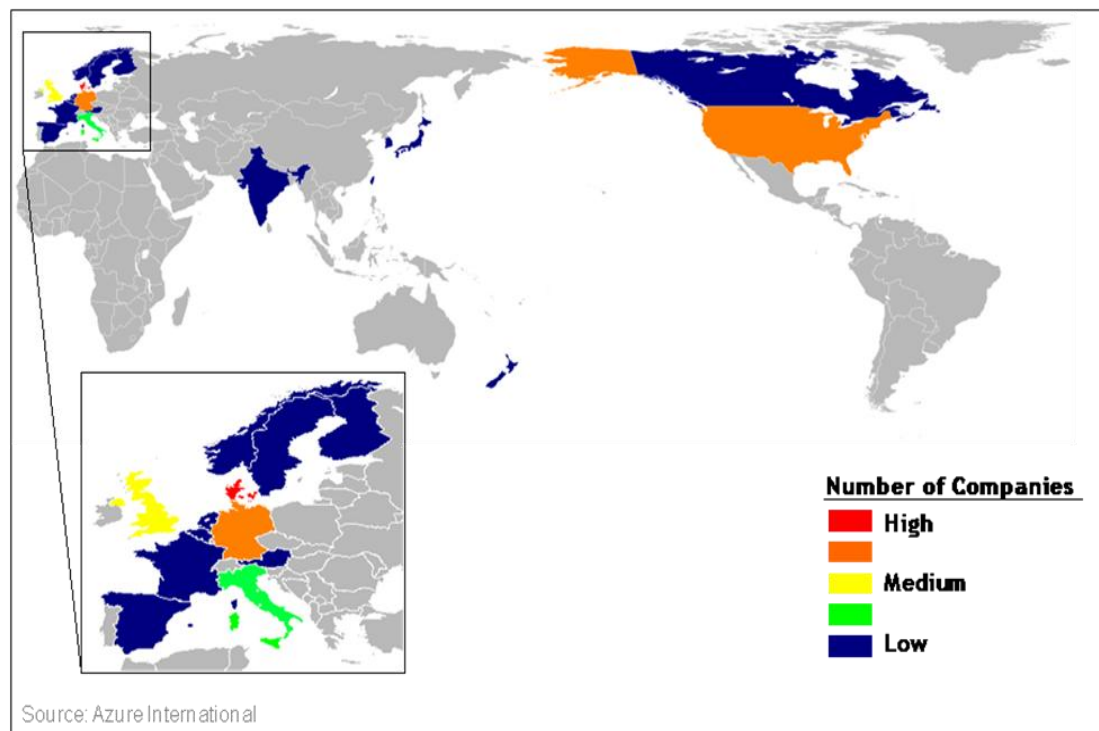 Number of Companies
High
Medium
Low
Source: Azure International